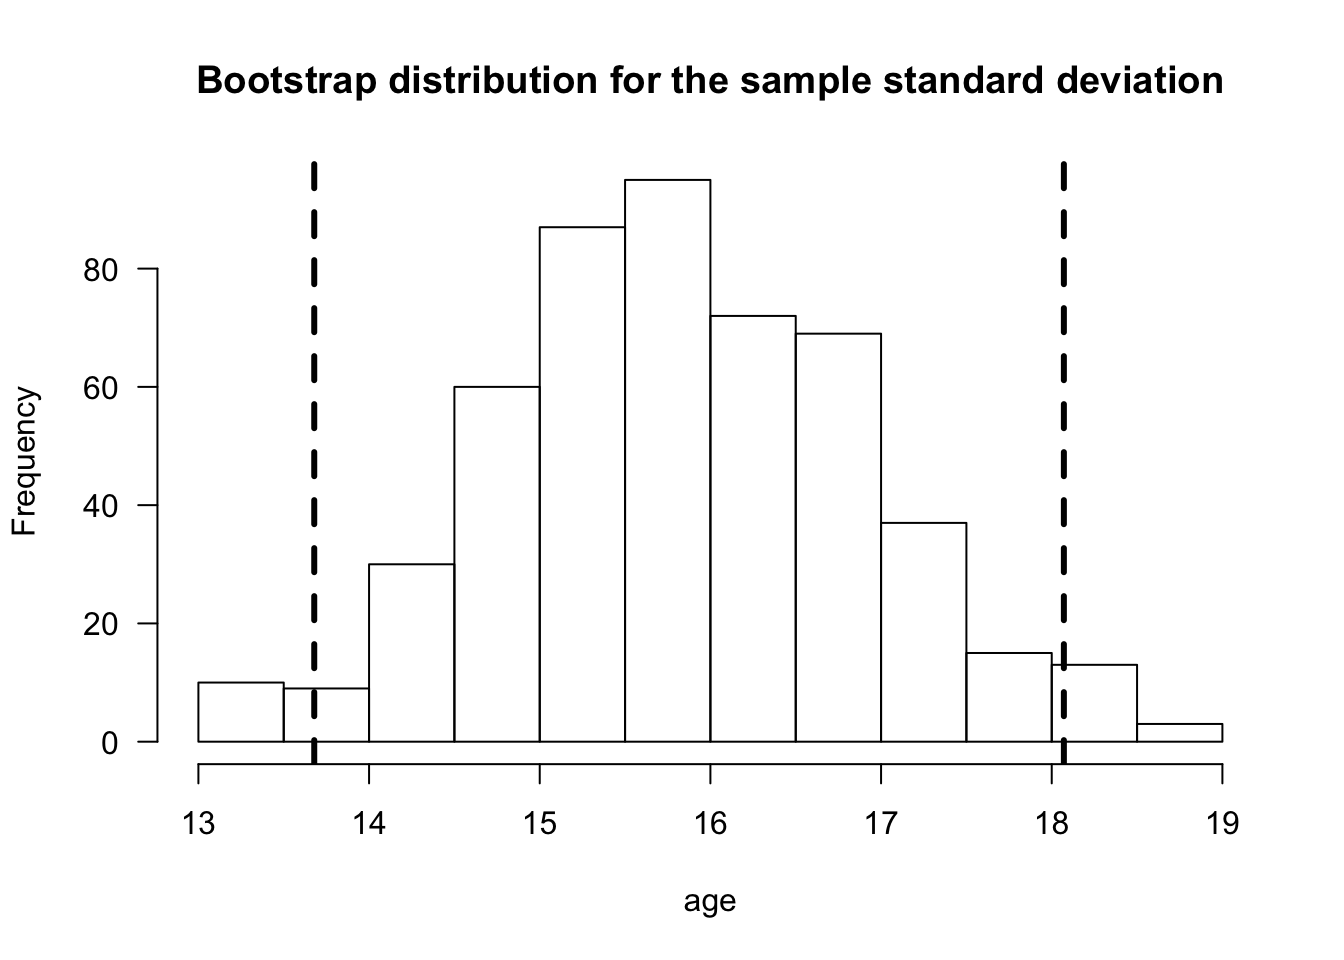 Bootstrap distribution for the sample standard deviation
Frequency
80
60
40
20
0
13 14 15 16 17 18 19
age